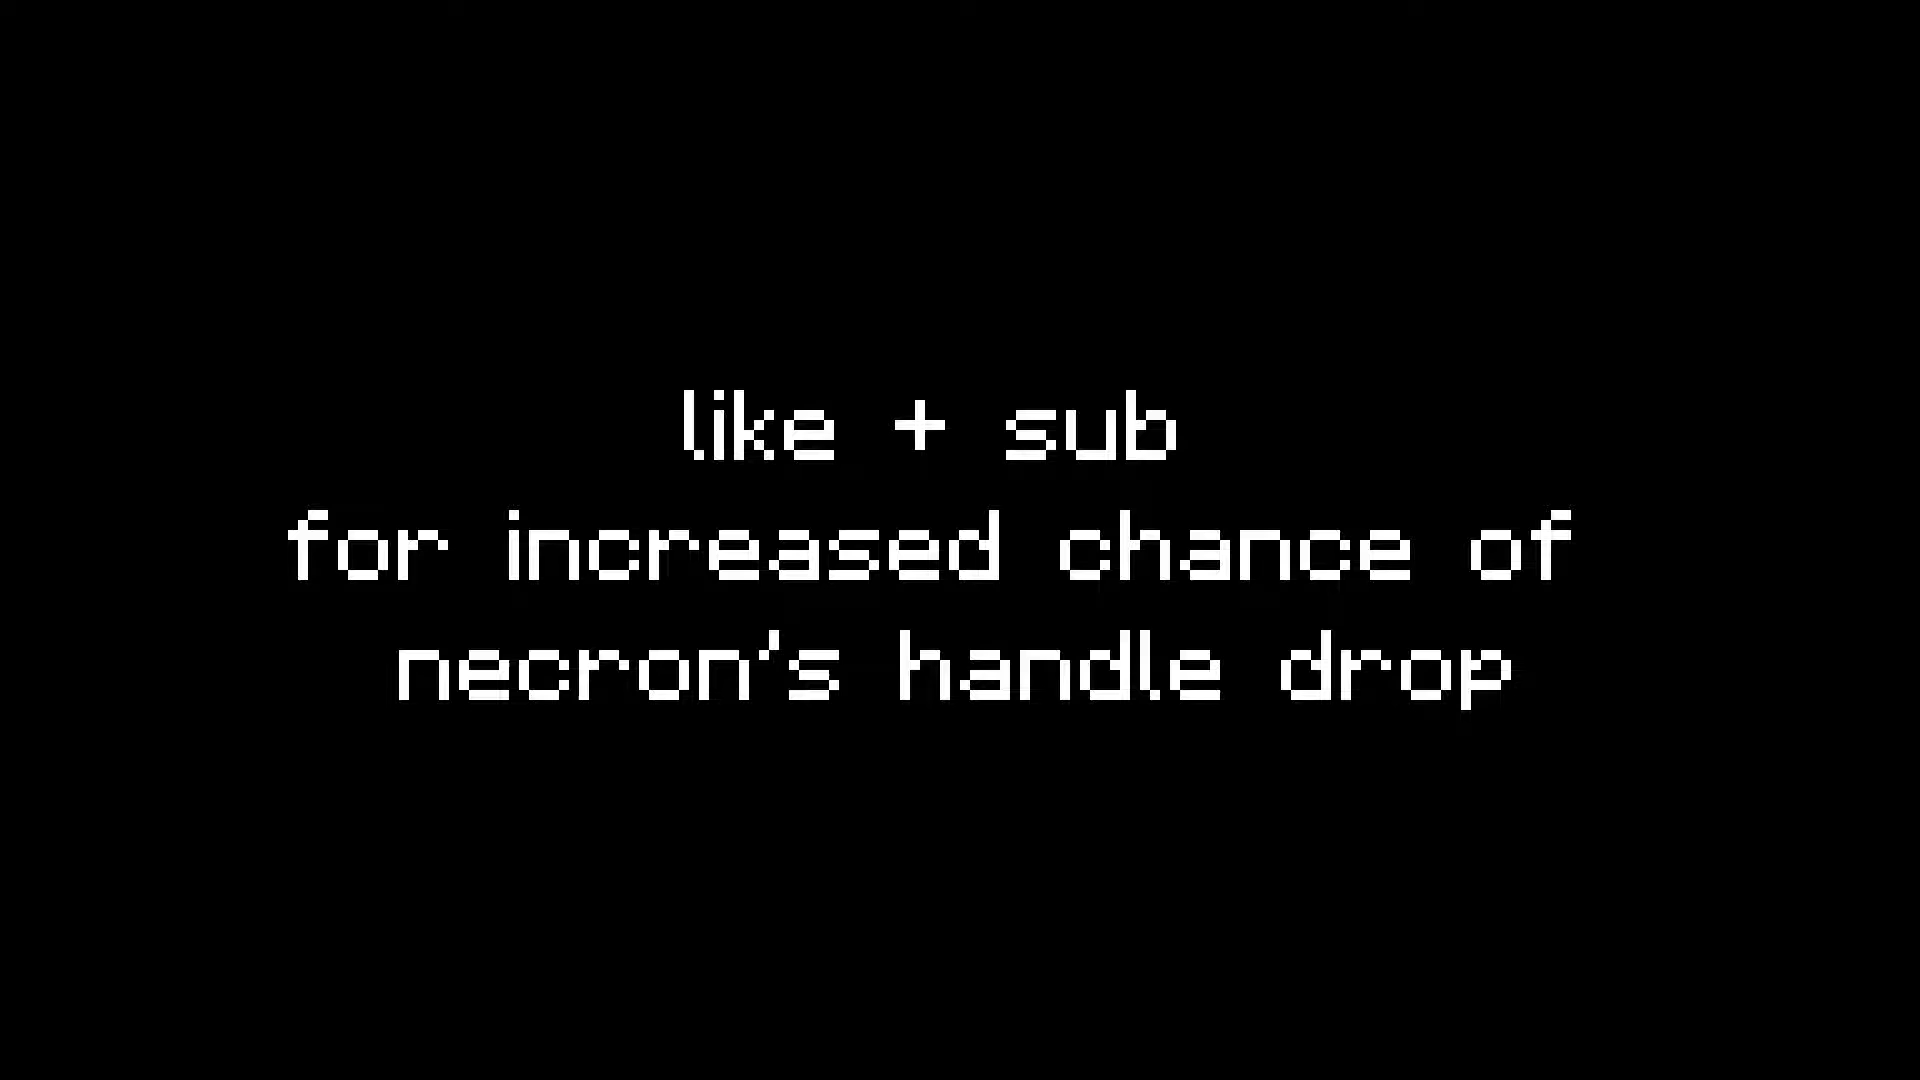 like + sub
for increased chance of
necron's handle drop